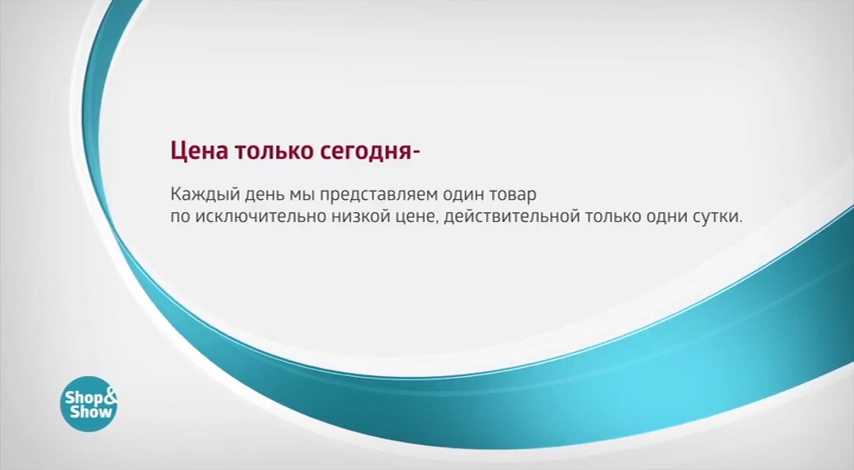 Цена только сегодня-
Каждый день мы представляем один товар
по исключительно низкой цене, действительной только одни сутки.
Shop&
Show